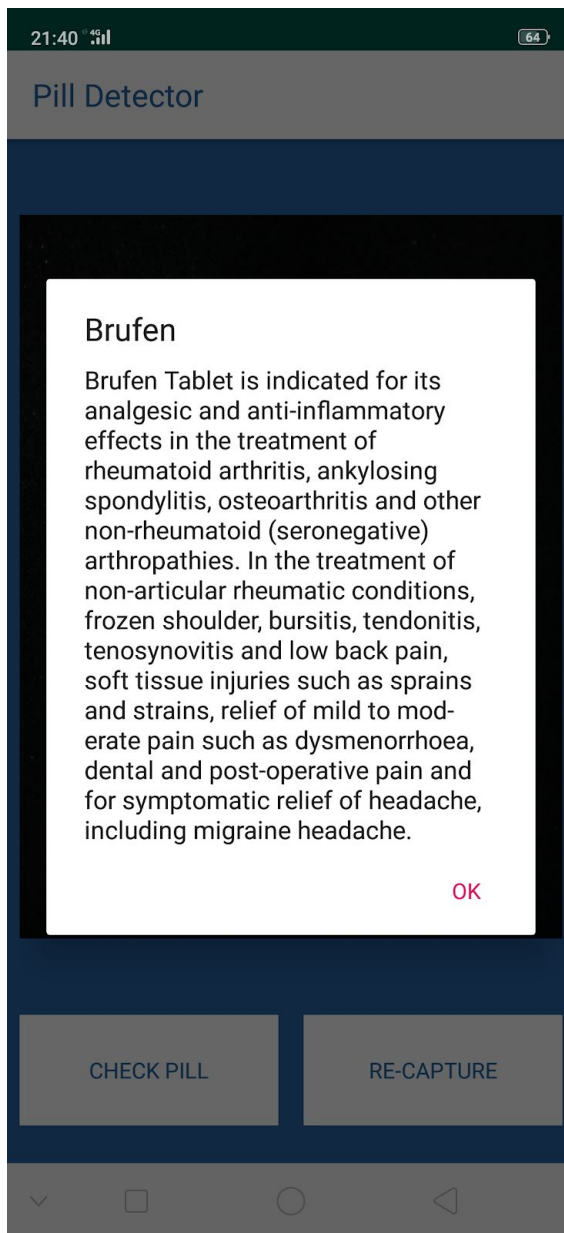 21:40 4G 64
Pill Detector
Brufen
Brufen Tablet is indicated for its
analgesic and anti-inflammatory
effects in the treatment of
rheumatoid arthritis, ankylosing
spondylitis, osteoarthritis and other
non-rheumatoid (seronegative)
arthropathies. In the treatment of
non-articular rheumatic conditions,
frozen shoulder, bursitis, tendonitis,
tenosynovitis and low back pain,
soft tissue injuries such as sprains
and strains, relief of mild to mod-
erate pain such as dysmenorrhoea,
dental and post-operative pain and
for symptomatic relief of headache,
including migraine headache.
OK
CHECK PILL RE-CAPTURE